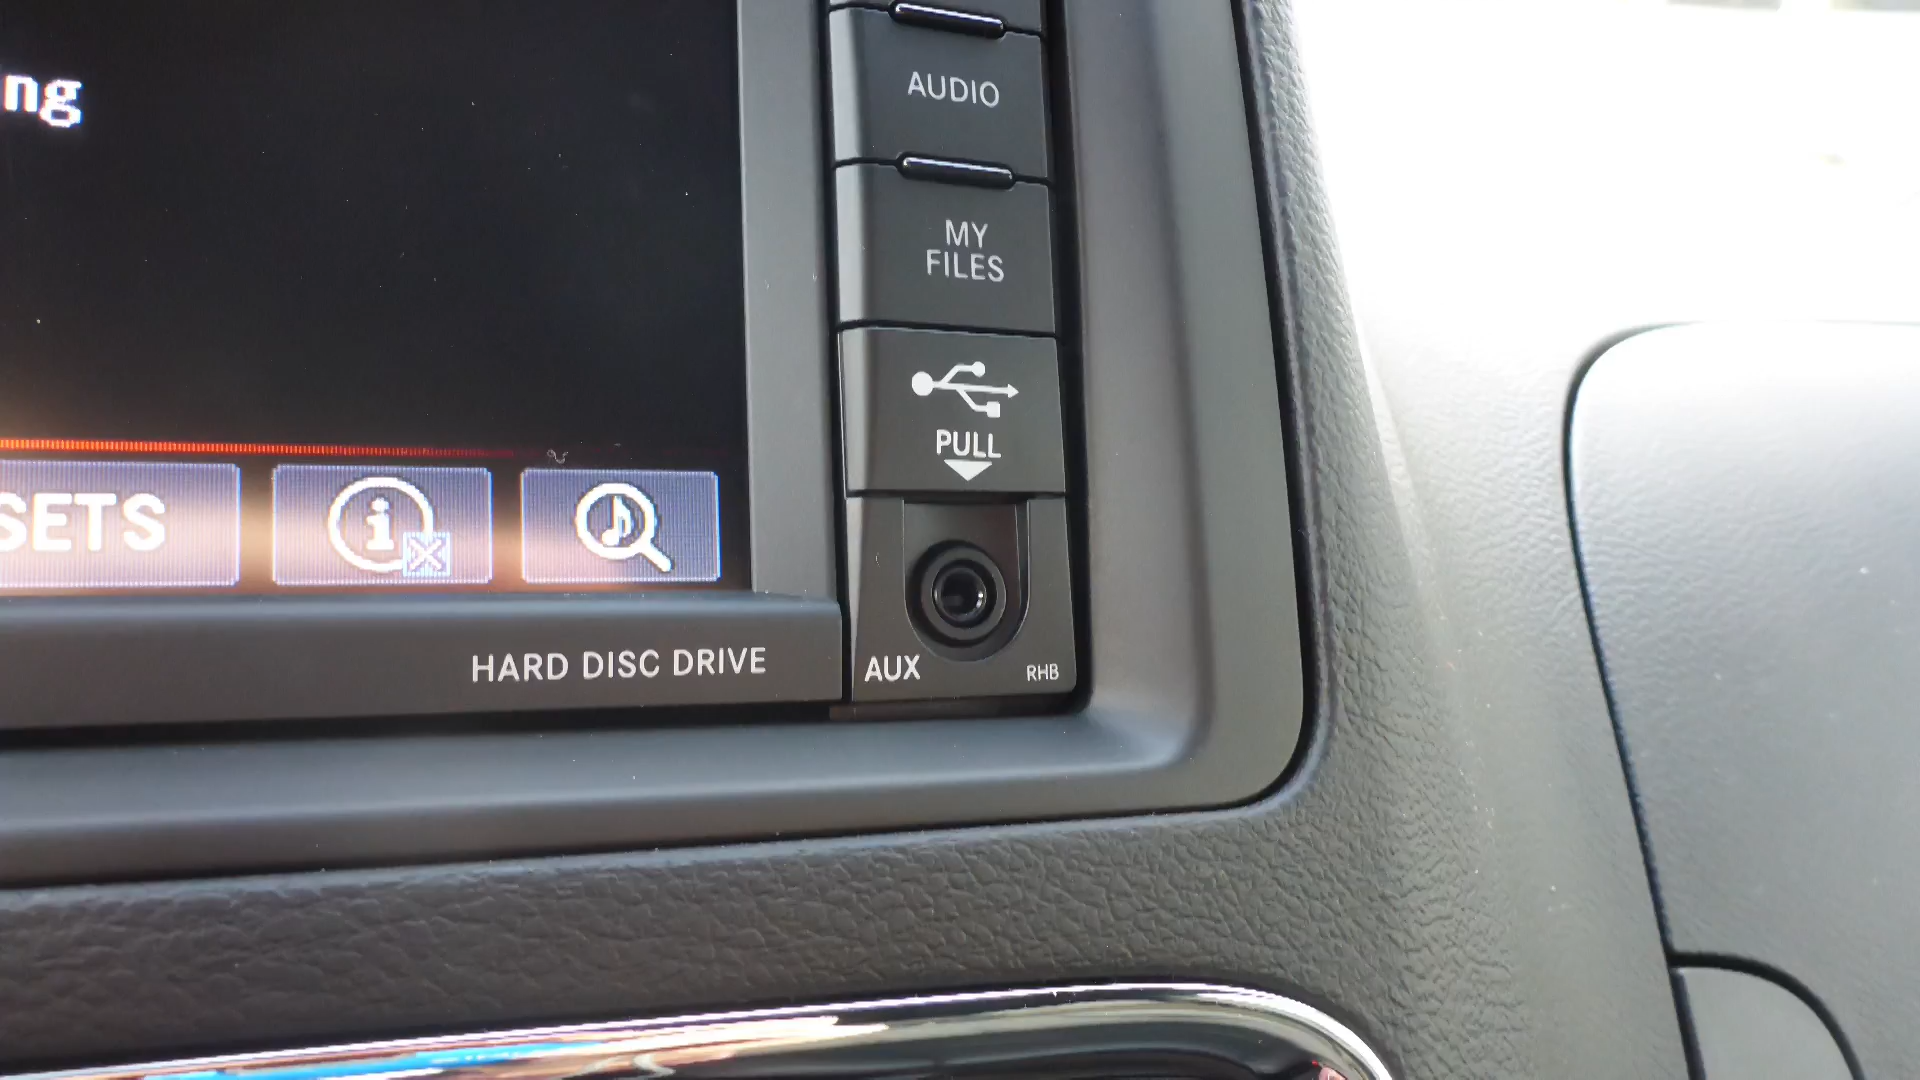 ng
AUDIO
MY
FILES
PULL
SETS
i
HARD DISC DRIVE
AUX
RHB